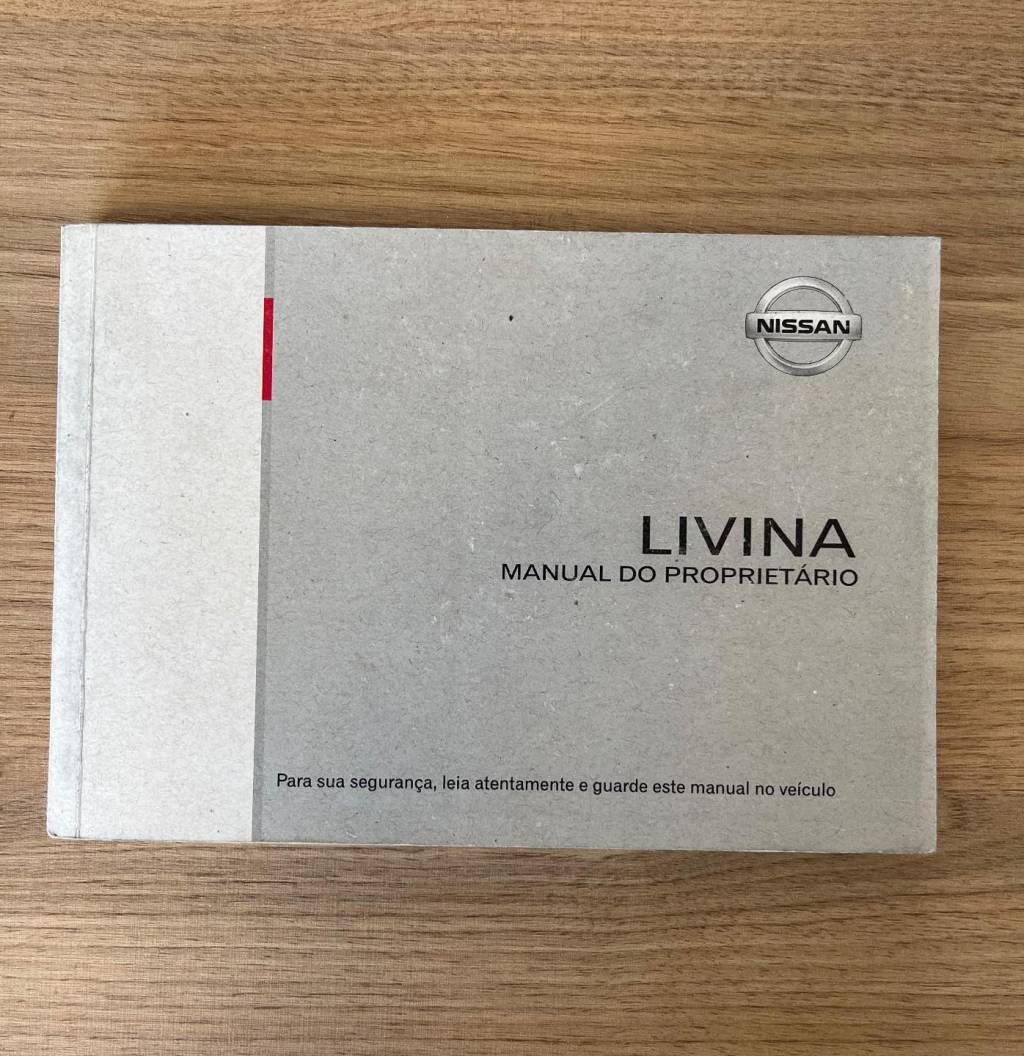 NISSAN
LIVINA
MANUAL DO PROPRIETÁRIO
Para sua segurança, leia atentamente e guarde este manual no veículo